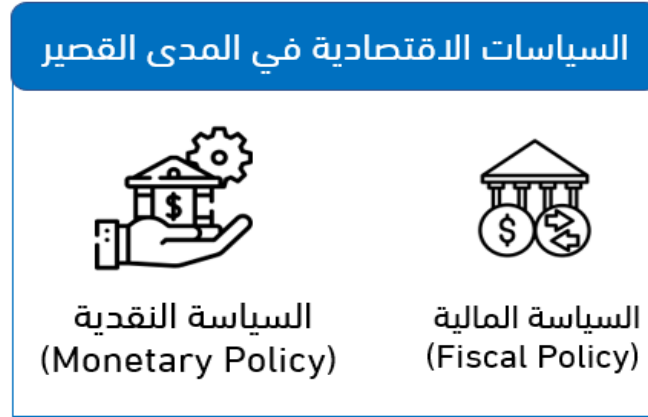 السياسات الاقتصادية في المدى القصير
السياسة المالية
(Fiscal Policy)
السياسة النقدية
(Monetary Policy)
$
$